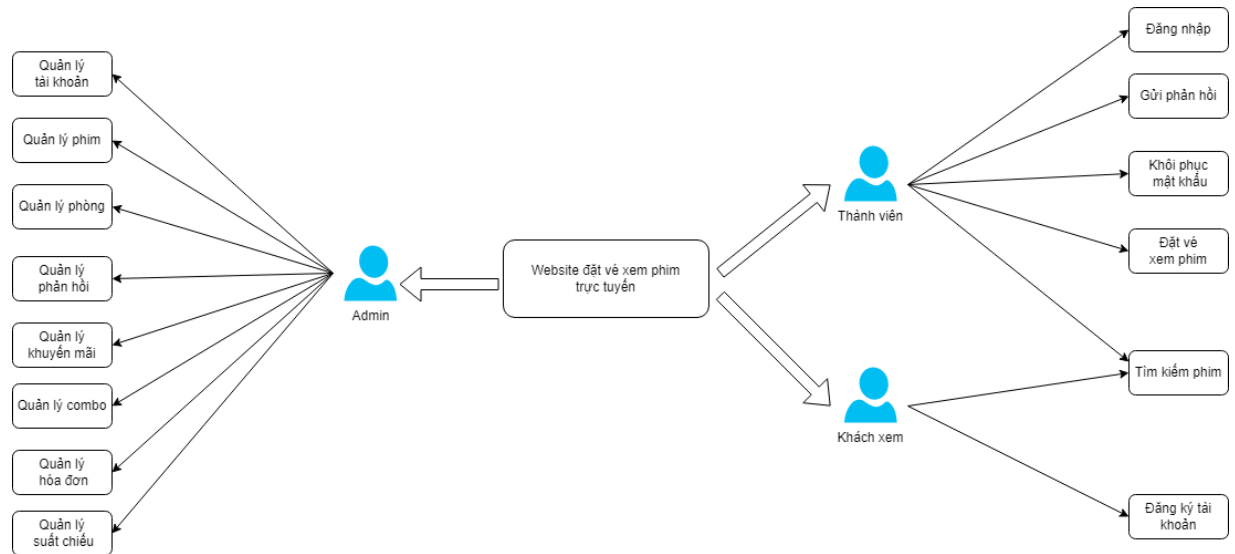 Quản lý
tài khoản
Quản lý phim
Quản lý phòng
Quản lý
phản hồi
Quản lý
khuyến mãi
Quản lý combo
Quản lý
hóa đơn
Quản lý
suất chiếu
Admin
Website đặt vé xem phim
trực tuyến
Thành viên
Khách xem
Đăng nhập
Gửi phản hồi
Khôi phục
mật khẩu
Đặt vé
xem phim
Tìm kiếm phim
Đăng ký tài
khoản